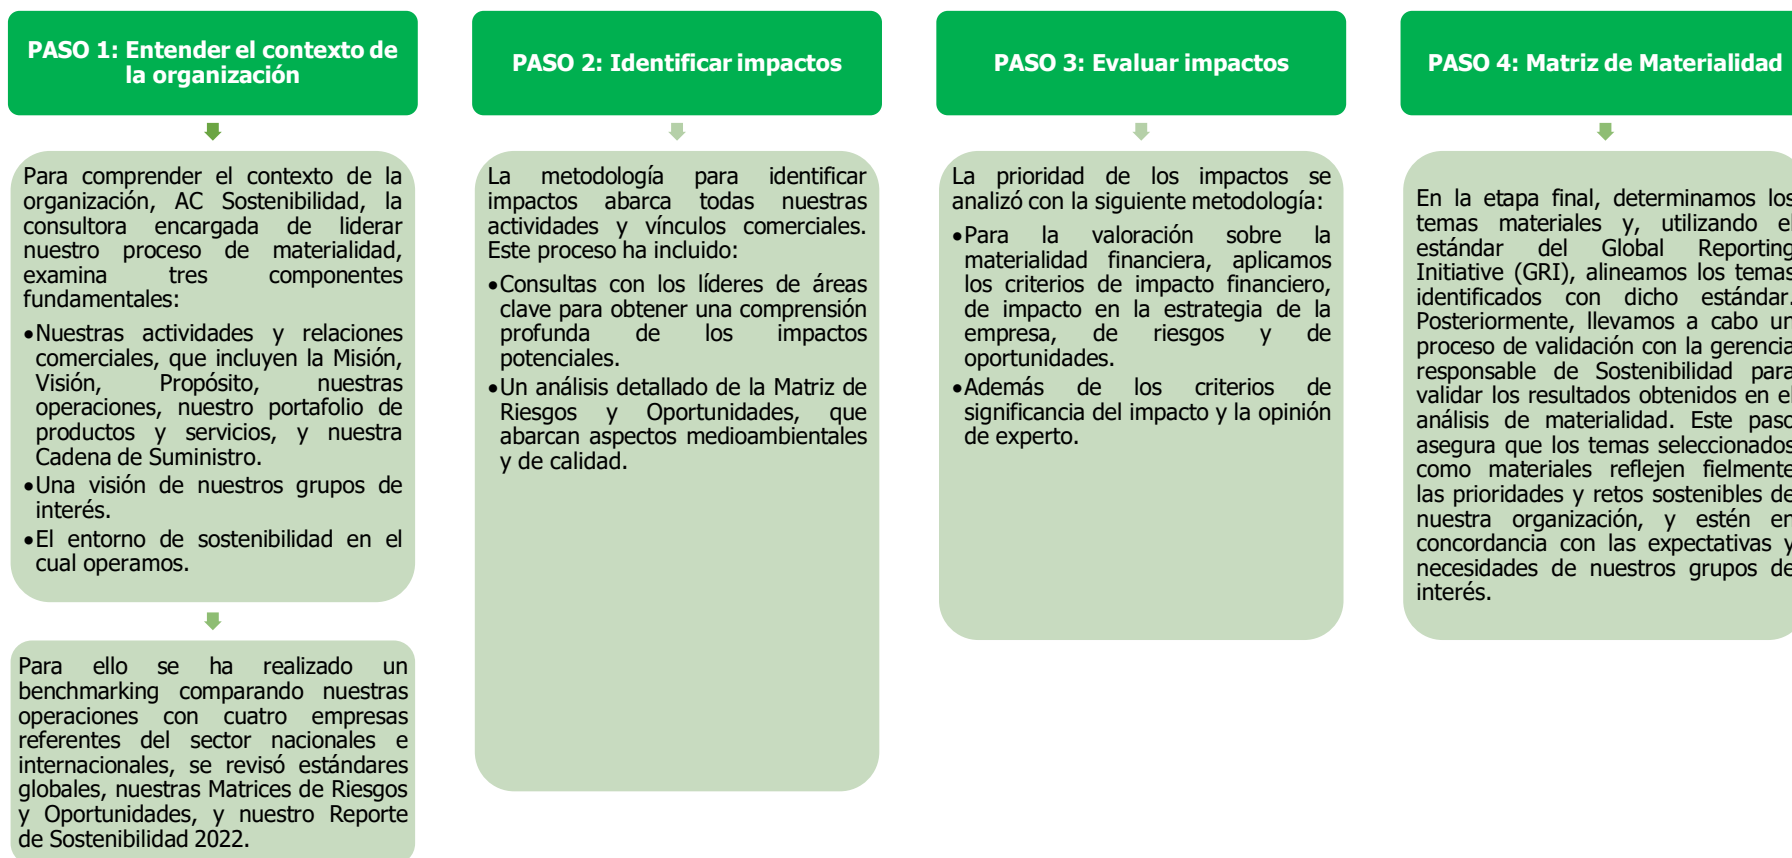 PASO 1: Entender el contexto de
la organización
Para comprender el contexto de la
organización, AC Sostenibilidad, la
consultora encargada de liderar
nuestro proceso de materialidad,
examina tres componentes
fundamentales:
•Nuestras actividades y relaciones
comerciales, que incluyen la Misión,
Visión, Propósito, nuestras
operaciones, nuestro portafolio de
productos y servicios, y nuestra
Cadena de Suministro.
•Una visión de nuestros grupos de
interés.
•El entorno de sostenibilidad en el
cual operamos.
Para ello se ha realizado un
benchmarking comparando nuestras
operaciones con cuatro empresas
referentes del sector nacionales e
internacionales, se revisó estándares
globales, nuestras Matrices de Riesgos
y Oportunidades, y nuestro Reporte
de Sostenibilidad 2022.
PASO 2: Identificar impactos
La metodología para identificar
impactos abarca todas nuestras
actividades y vínculos comerciales.
Este proceso ha incluido:
•Consultas con los líderes de áreas
clave para obtener una comprensión
profunda de los impactos
potenciales.
•Un análisis detallado de la Matriz de
Riesgos y Oportunidades, que
abarcan aspectos medioambientales
y de calidad.
PASO 3: Evaluar impactos
La prioridad de los impactos se
analizó con la siguiente metodología:
•Para la valoración sobre la
materialidad financiera, aplicamos
los criterios de impacto financiero,
de impacto en la estrategia de la
empresa, de riesgos y de
oportunidades.
•Además de los criterios de
significancia del impacto y la opinión
de experto.
PASO 4: Matriz de Materialidad
En la etapa final, determinamos los
temas materiales y, utilizando el
estándar del Global Reporting
Initiative (GRI), alineamos los temas
identificados con dicho estándar.
Posteriormente, llevamos a cabo un
proceso de validación con la gerencia
responsable de Sostenibilidad para
validar los resultados obtenidos en el
análisis de materialidad. Este paso
asegura que los temas seleccionados
como materiales reflejen fielmente
las prioridades y retos sostenibles de
nuestra organización, y estén en
concordancia con las expectativas y
necesidades de nuestros grupos de
interés.